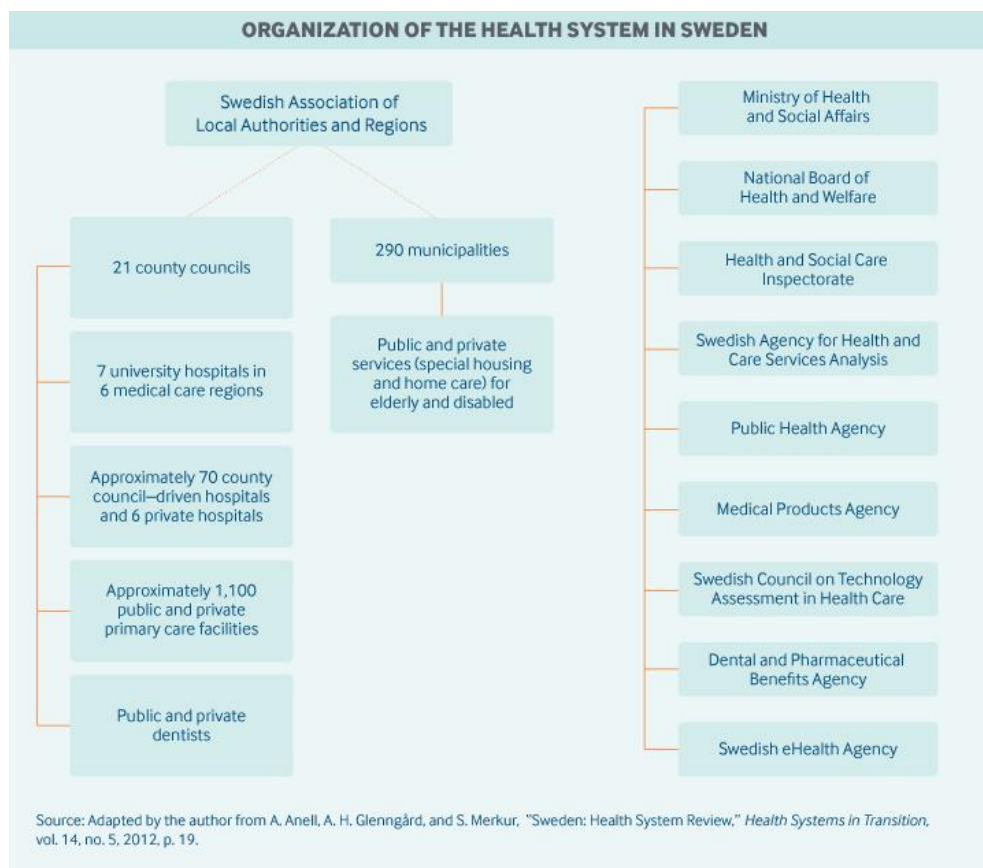 ORGANIZATION OF THE HEALTH SYSTEM IN SWEDEN
Swedish Association of
Local Authorities and Regions
21 county councils
7 university hospitals in
6 medical care regions
Approximately 70 county
council–driven hospitals
and 6 private hospitals
Approximately 1,100
public and private
primary care facilities
Public and private
dentists
290 municipalities
Public and private
services (special housing
and home care) for
elderly and disabled
Ministry of Health
and Social Affairs
National Board of
Health and Welfare
Health and Social Care
Inspectorate
Swedish Agency for Health and
Care Services Analysis
Public Health Agency
Medical Products Agency
Swedish Council on Technology
Assessment in Health Care
Dental and Pharmaceutical
Benefits Agency
Swedish eHealth Agency
Source: Adapted by the author from A. Anell, A. H. Glenngård, and S. Merkur, "Sweden: Health System Review," Health Systems in Transition,
vol. 14, no. 5, 2012, p. 19.